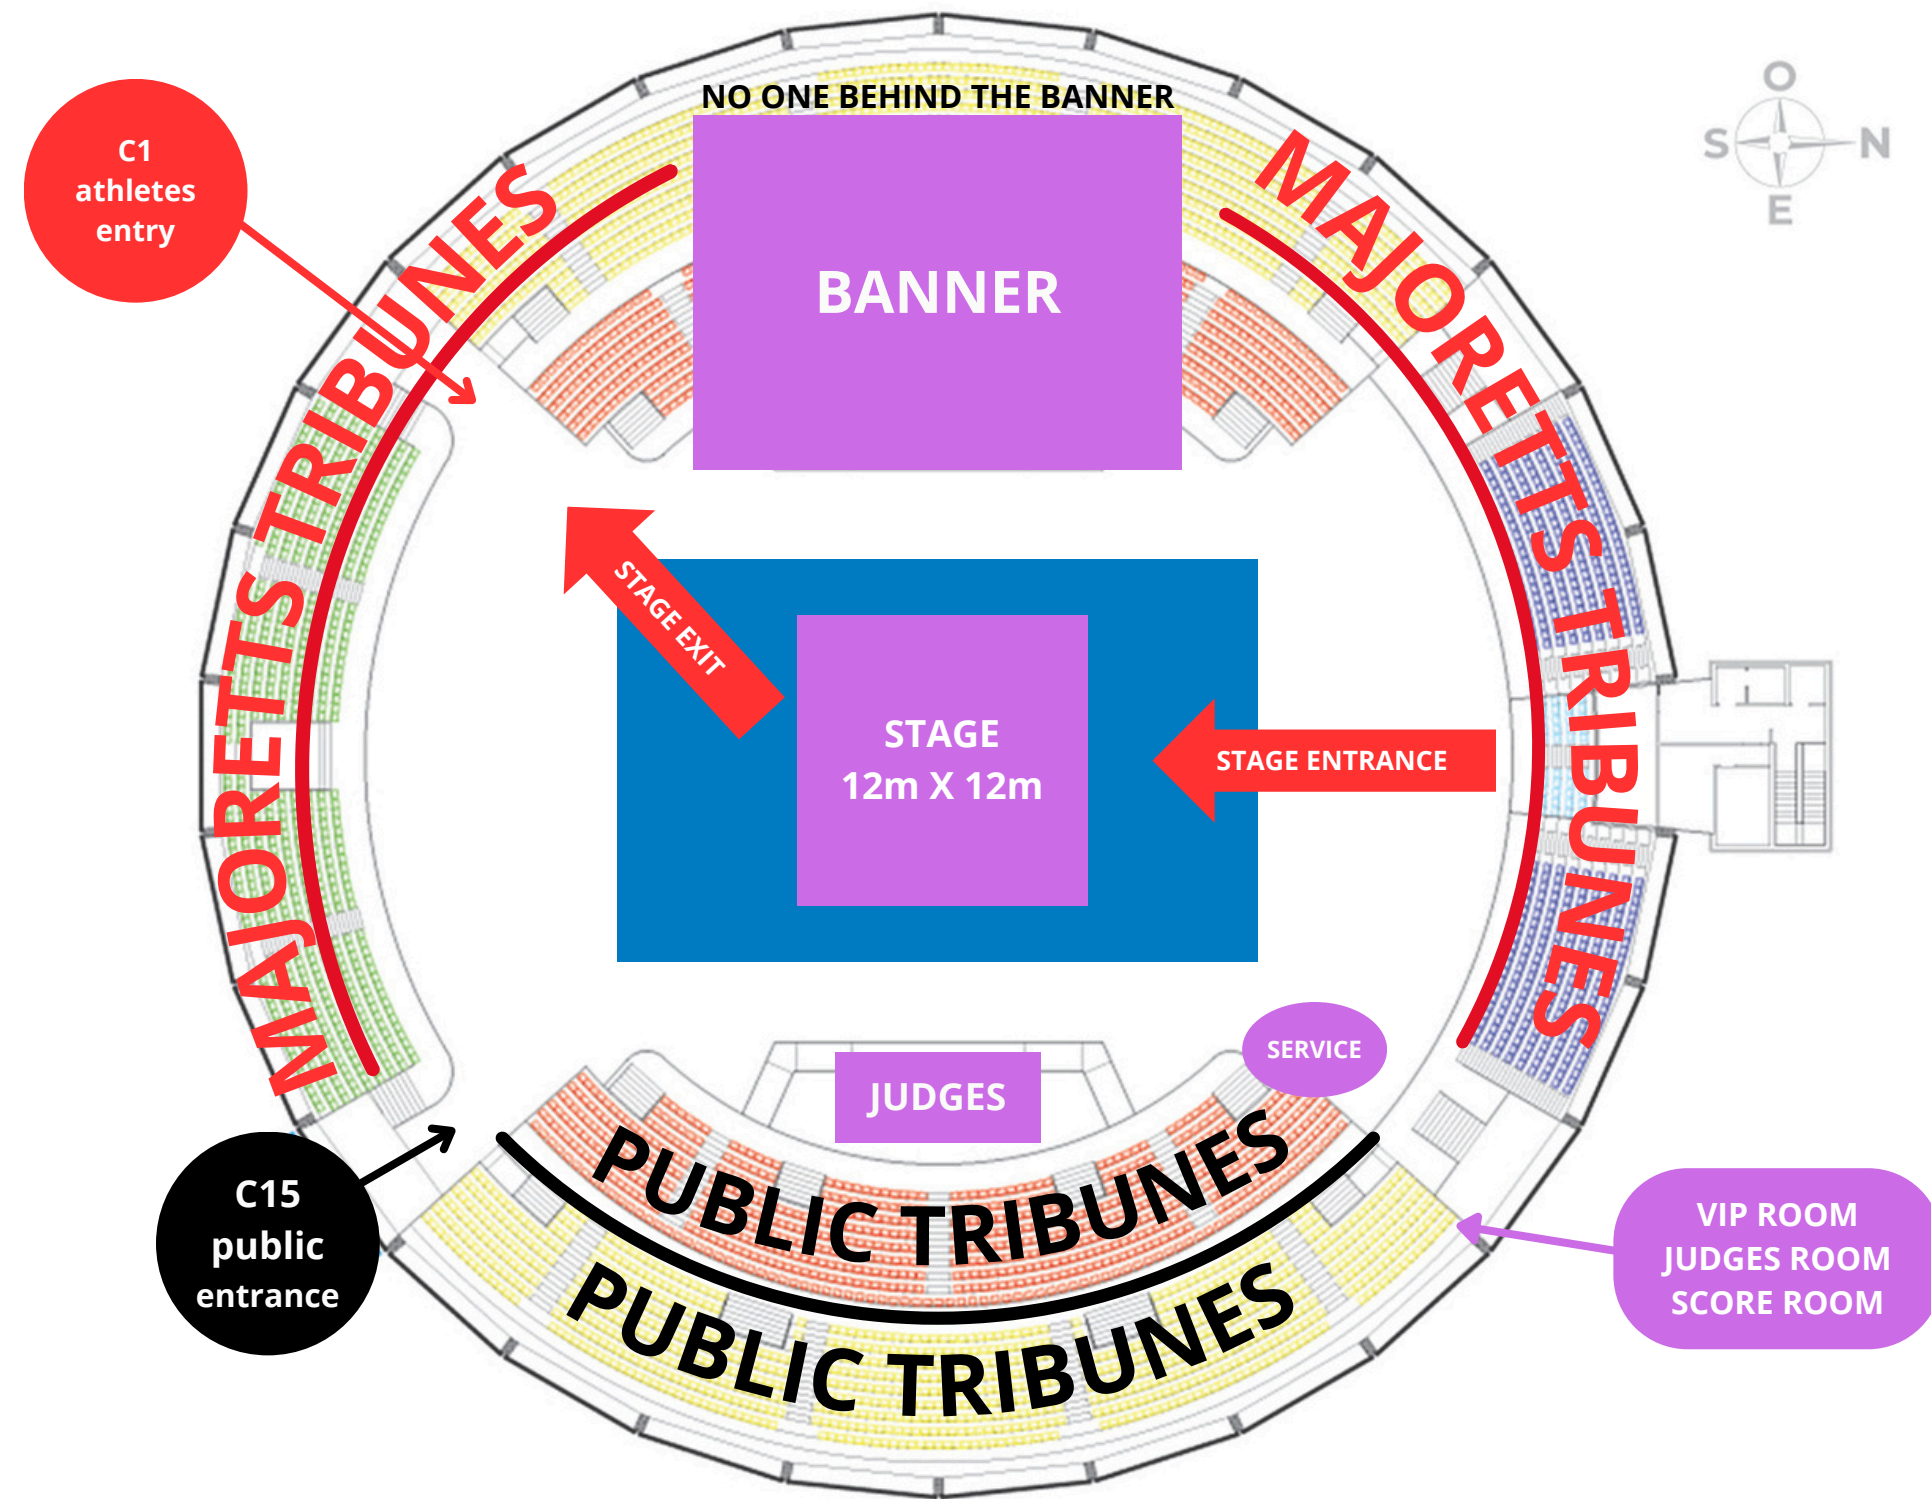 NO ONE BEHIND THE BANNER
C1
athletes
entry
O
S
N
E
BANNER
MAJORETTS TRIBUNES
MAJORETTS TRIBUNES
STAGE EXIT
STAGE
12m X 12m
STAGE ENTRANCE
SERVICE
JUDGES
PUBLIC TRIBUNES
PUBLIC TRIBUNES
C15
public
entrance
VIP ROOM
JUDGES ROOM
SCORE ROOM